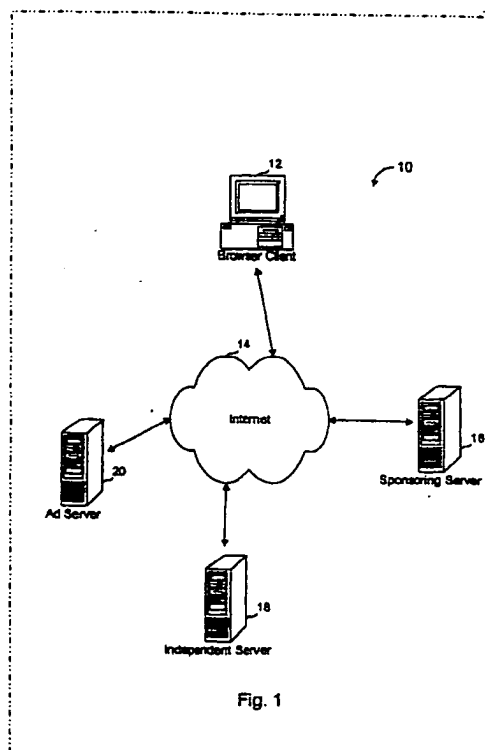 12
10
Browser Client
14
Internet
16
Sponsoring Server
20
Ad Server
18
Independent Server
Fig. 1